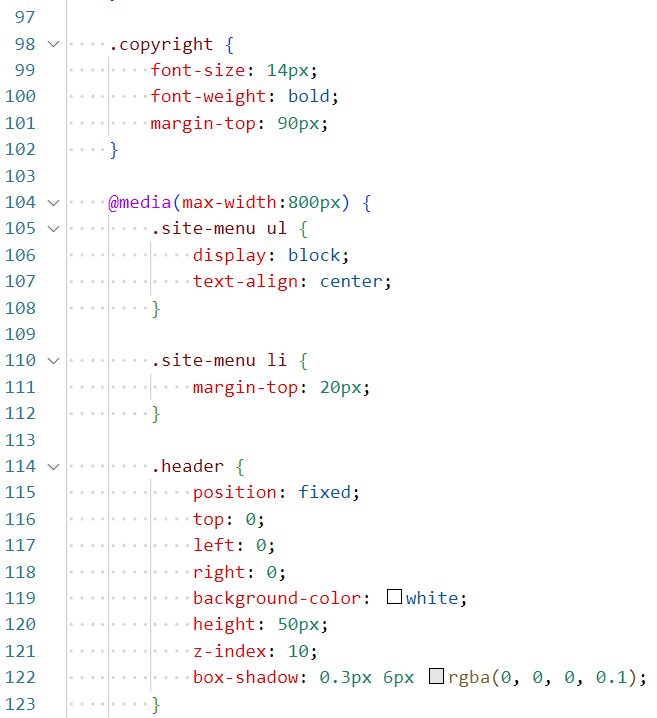 97
98 .copyright {
99 font-size: 14px;
100 font-weight: bold;
101 margin-top: 90px;
102 }
103
104 @media(max-width:800px) {
105 .site-menu ul {
106 display: block;
107 text-align: center;
108 }
109
110 .site-menu li {
111 margin-top: 20px;
112 }
113
114 .header {
115 position: fixed;
116 top: 0;
117 left: 0;
118 right: 0;
119 background-color: white;
120 height: 50px;
121 z-index: 10;
122 box-shadow: 0.3px 6px rgba(0, 0, 0, 0.1);
123 }